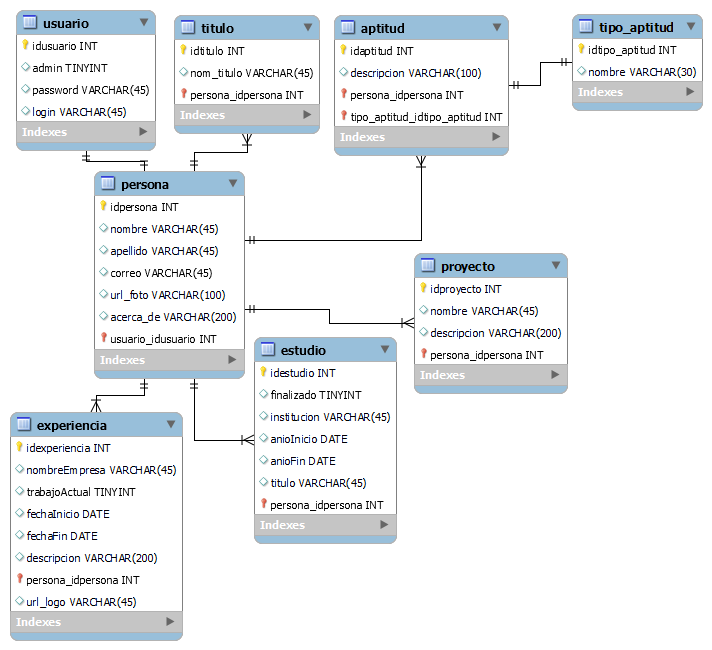 usuario
idusuario INT
admin TINYINT
password VARCHAR(45)
login VARCHAR(45)
Indexes
titulo
idtitulo INT
nom_titulo VARCHAR(45)
persona_idpersona INT
Indexes
aptitud
idaptitud INT
descripcion VARCHAR(100)
persona_idpersona INT
tipo_aptitud_idtipo_aptitud INT
Indexes
tipo_aptitud
idtipo_aptitud INT
nombre VARCHAR(30)
Indexes
persona
idpersona INT
nombre VARCHAR(45)
apellido VARCHAR(45)
correo VARCHAR(45)
url_foto VARCHAR(100)
acerca_de VARCHAR(200)
usuario_idusuario INT
Indexes
proyecto
idproyecto INT
nombre VARCHAR(45)
descripcion VARCHAR(200)
persona_idpersona INT
Indexes
estudio
idestudio INT
finalizado TINYINT
institucion VARCHAR(45)
anioInicio DATE
anioFin DATE
titulo VARCHAR(45)
persona_idpersona INT
Indexes
experiencia
idexperiencia INT
nombreEmpresa VARCHAR(45)
trabajoActual TINYINT
fechaInicio DATE
fechaFin DATE
descripcion VARCHAR(200)
persona_idpersona INT
url_logo VARCHAR(45)
Indexes